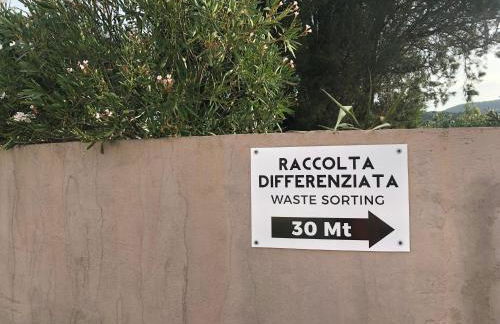 RACCOLTA
DIFFERENZIATA
WASTE SORTING
30 Mt